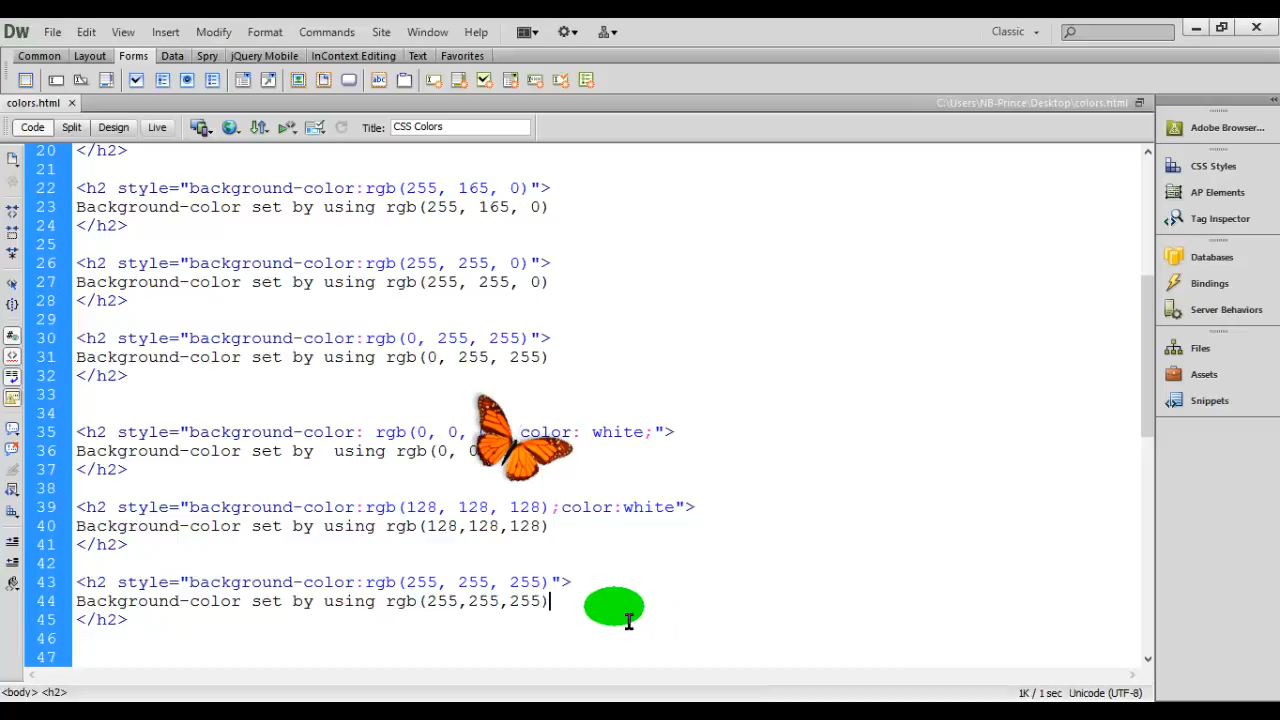 Dw File Edit View Insert Modify Format Commands Site Window Help Classic
Common Layout Forms Data Spry jQuery Mobile InContext Editing Text Favorites
abc
colors.html
C:\Users\NB-Prince\Desktop\colors.html
Code Split Design Live Title: CSS Colors
20 </h2>
21
22 <h2 style="background-color:rgb(255, 165, 0)">
23 Background-color set by using rgb(255, 165, 0)
24 </h2>
25
26 <h2 style="background-color:rgb(255, 255, 0)">
27 Background-color set by using rgb(255, 255, 0)
28 </h2>
29
30 <h2 style="background-color:rgb(0, 255, 255)">
31 Background-color set by using rgb(0, 255, 255)
32 </h2>
33
34
35 <h2 style="background-color: rgb(0, 0, color: white;">
36 Background-color set by  using rgb(0, 0
37 </h2>
38
39 <h2 style="background-color:rgb(128, 128, 128);color:white">
40 Background-color set by using rgb(128,128,128)
41 </h2>
42
43 <h2 style="background-color:rgb(255, 255, 255)">
44 Background-color set by using rgb(255,255,255)
45 </h2>
46
47
<body> <h2>
1K / 1 sec Unicode (UTF-8)
Adobe Browser...
CSS Styles
AP Elements
Tag Inspector
Databases
Bindings
Server Behaviors
Files
Assets
Snippets